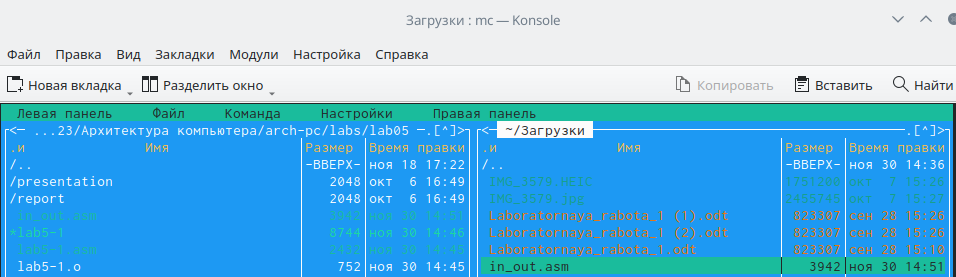 Загрузки : mc — Konsole
Файл Правка Вид Закладки Модули Настройка Справка
Новая вкладка Разделить окно Копировать Вставить Найти
Левая панель Файл Команда Настройки Правая панель
<— ...23/Архитектура компьютера/arch-pc/labs/lab05 —.[^]> <— ~/Загрузки .[^]>
.и Имя Размер Время правки .и Имя Размер Время правки
/.. -ВВЕРХ- ноя 18 17:22 /.. -ВВЕРХ- ноя 30 14:36
/presentation 2048 окт 6 16:49 IMG_3579.HEIC 1751200 окт 7 15:26
/report 2048 окт 6 16:49 IMG_3579.jpg 2455745 окт 7 15:27
in_out.asm 3942 ноя 30 14:51 Laboratornaya_rabota_1 (1).odt 823307 сен 28 15:26
*lab5-1 8744 ноя 30 14:46 Laboratornaya_rabota_1 (2).odt 823307 сен 28 15:26
lab5-1.asm 2432 ноя 30 14:45 Laboratornaya_rabota_1.odt 823307 сен 28 15:10
lab5-1.o 752 ноя 30 14:45 in_out.asm 3942 ноя 30 14:51